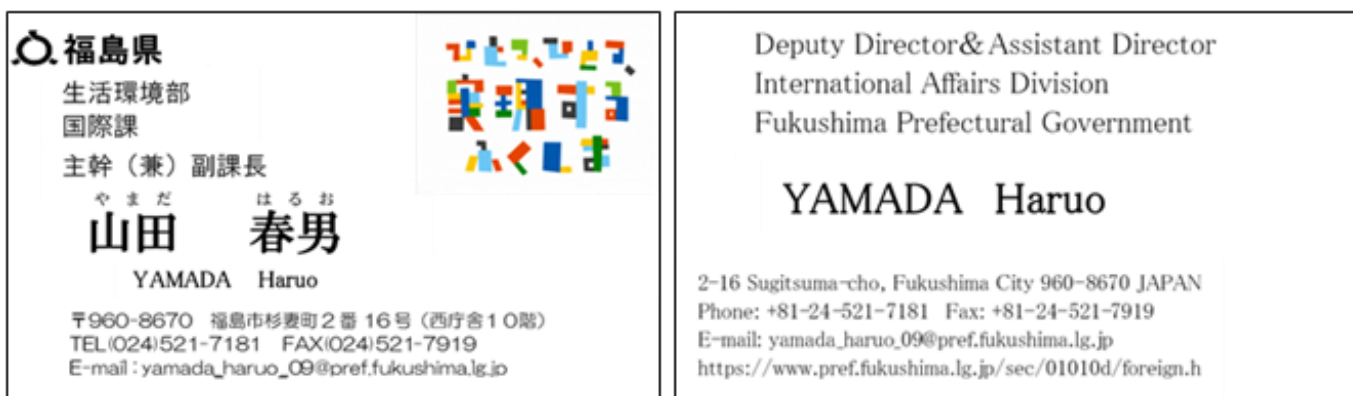 福島県
生活環境部
国際課
主幹（兼）副課長
やまだ はるお
山田 春男
YAMADA Haruo
〒960-8670 福島市杉妻町2番16号（西庁舎10階）
TEL(024)521-7181 FAX(024)521-7919
E-mail：yamada_haruo_09@pref.fukushima.lg.jp
ひとつ、ひとつ、
実現する
ふくしま
Deputy Director&Assistant Director
International Affairs Division
Fukushima Prefectural Government
YAMADA Haruo
2-16 Sugitsuma-cho, Fukushima City 960-8670 JAPAN
Phone: +81-24-521-7181 Fax: +81-24-521-7919
E-mail: yamada_haruo_09@pref.fukushima.lg.jp
https://www.pref.fukushima.lg.jp/sec/01010d/foreign.h